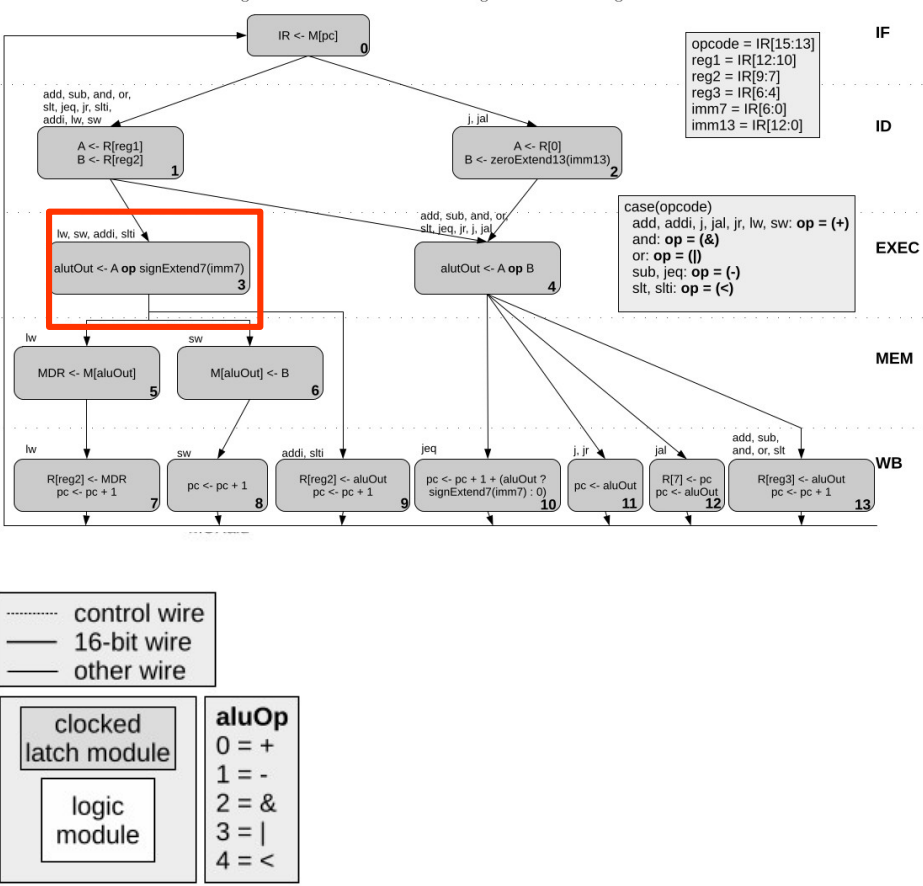 IR <- M[pc]
0
IF
opcode = IR[15:13]
reg1 = IR[12:10]
reg2 = IR[9:7]
reg3 = IR[6:4]
imm7 = IR[6:0]
imm13 = IR[12:0]
add, sub, and, or,
slt, jeq, jr, slti,
addi, lw, sw
j, jal
ID
A <- R[reg1]
B <- R[reg2]
1
A <- R[0]
B <- zeroExtend13(imm13)
2
case(opcode)
add, addi, j, jal, jr, lw, sw: op = (+)
and: op = (&)
or: op = (|)
sub, jeq: op = (-)
slt, slti: op = (<)
lw, sw, addi, slti
add, sub, and, or,
slt, jeq, jr, j, jal
EXEC
alutOut <- A op signExtend7(imm7)
3
alutOut <- A op B
4
lw
sw
MEM
MDR <- M[aluOut]
5
M[aluOut] <- B
6
lw
sw
addi, slti
jeq
j, jr
jal
add, sub,
and, or, slt
WB
R[reg2] <- MDR
pc <- pc + 1
7
pc <- pc + 1
8
R[reg2] <- aluOut
pc <- pc + 1
9
pc <- pc + 1 + (aluOut ?
signExtend7(imm7) : 0)
10
pc <- aluOut
11
R[7] <- pc
pc <- aluOut
12
R[reg3] <- aluOut
pc <- pc + 1
13
control wire
16-bit wire
other wire
clocked
latch module
logic
module
aluOp
0 = +
1 = -
2 = &
3 = |
4 = <